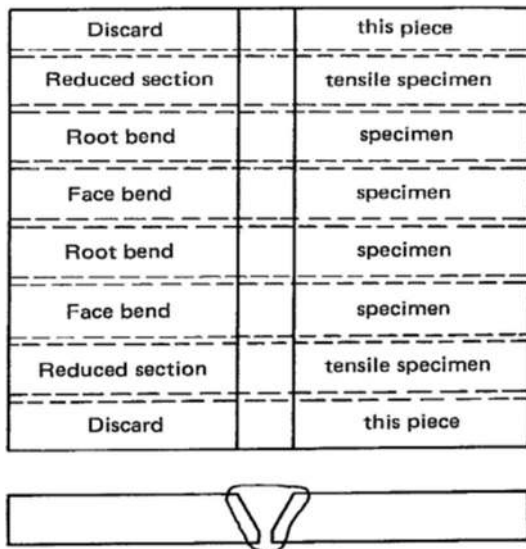 Discard this piece
Reduced section tensile specimen
Root bend specimen
Face bend specimen
Root bend specimen
Face bend specimen
Reduced section tensile specimen
Discard this piece